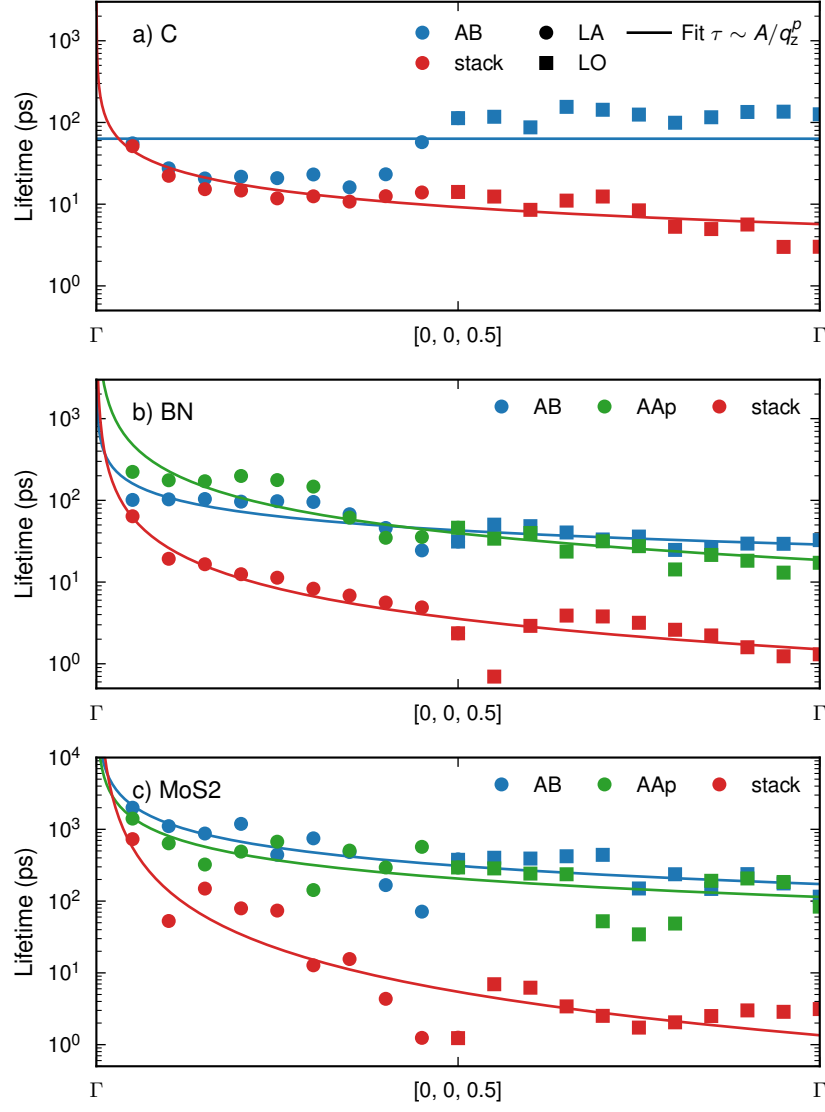 a) C
AB
LA
Fit τ ~ A/q_z^p
stack
LO
10³
10²
10¹
10⁰
Lifetime (ps)
Γ
[0, 0, 0.5]
Γ
b) BN
AB
AAp
stack
10³
10²
10¹
10⁰
Lifetime (ps)
Γ
[0, 0, 0.5]
Γ
c) MoS2
AB
AAp
stack
10⁴
10³
10²
10¹
10⁰
Lifetime (ps)
Γ
[0, 0, 0.5]
Γ